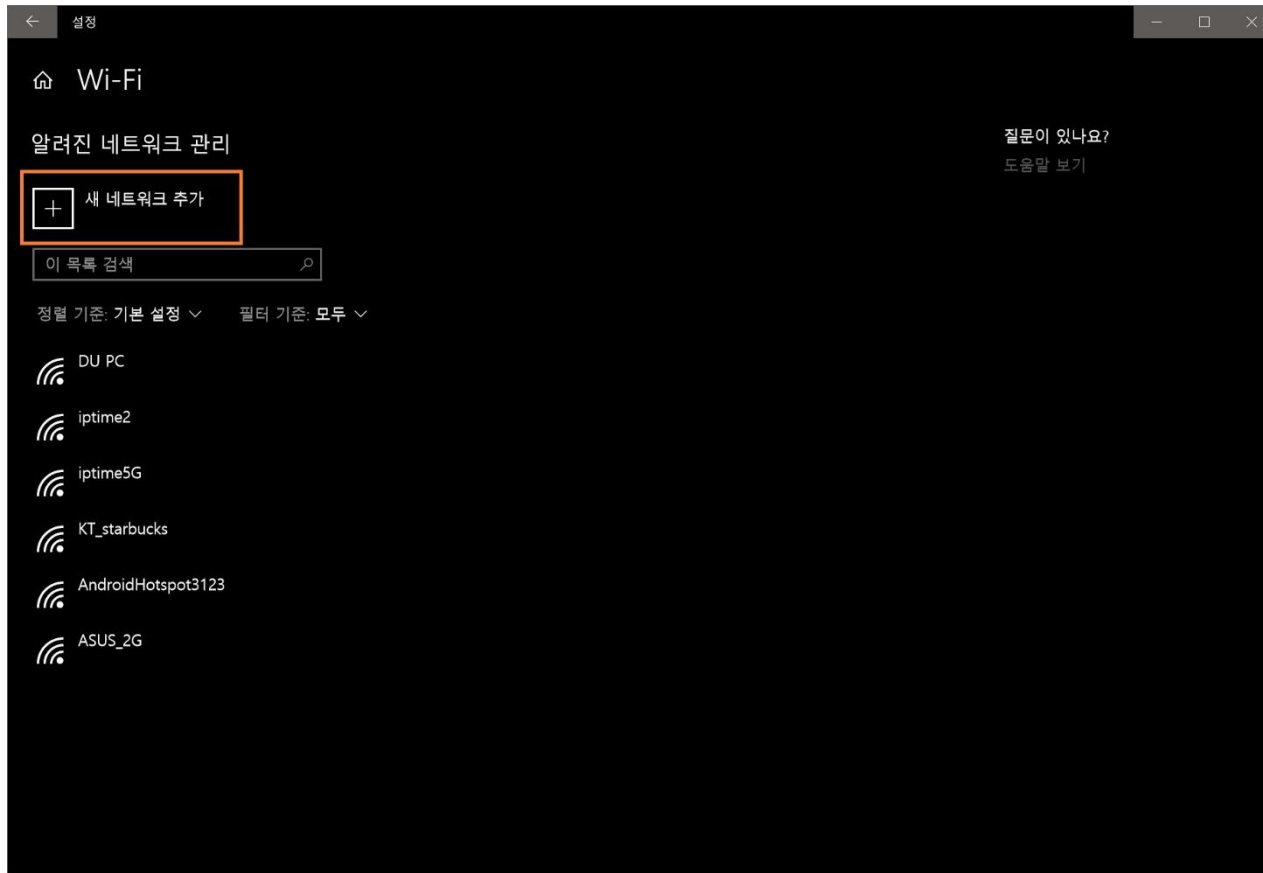 설정
Wi-Fi
알려진 네트워크 관리
새 네트워크 추가
이 목록 검색
정렬 기준: 기본 설정 필터 기준: 모두
DU PC
iptime2
iptime5G
KT_starbucks
AndroidHotspot3123
ASUS_2G
질문이 있나요?
도움말 보기